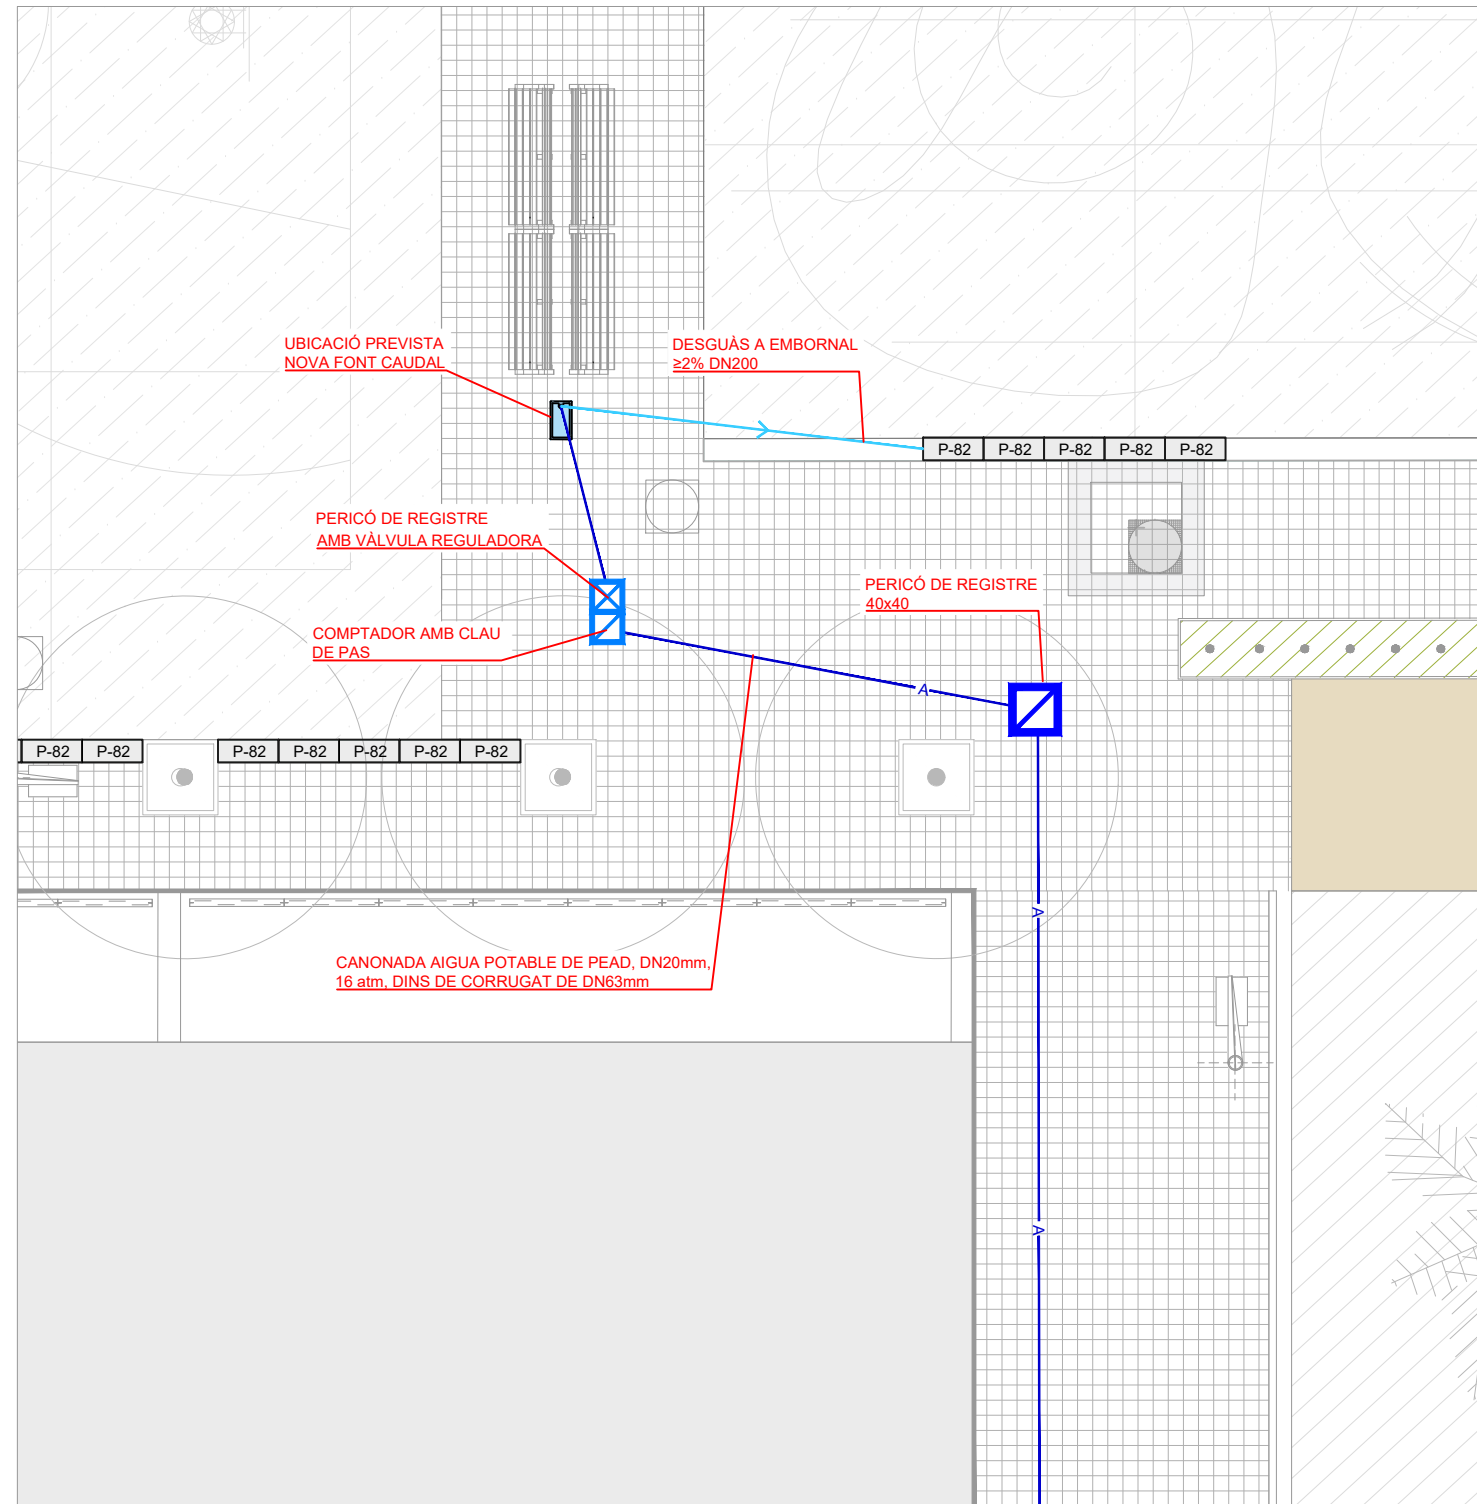 UBICACIÓ PREVISTA
NOVA FONT CAUDAL
DESGUÀS A EMBORNAL
≥2% DN200
P-82 P-82 P-82 P-82 P-82
PERICÓ DE REGISTRE
AMB VÀLVULA REGULADORA
PERICÓ DE REGISTRE
40x40
COMPTADOR AMB CLAU
DE PAS
A
P-82 P-82 P-82 P-82 P-82 P-82 P-82
A
CANONADA AIGUA POTABLE DE PEAD, DN20mm,
16 atm, DINS DE CORRUGAT DE DN63mm
A